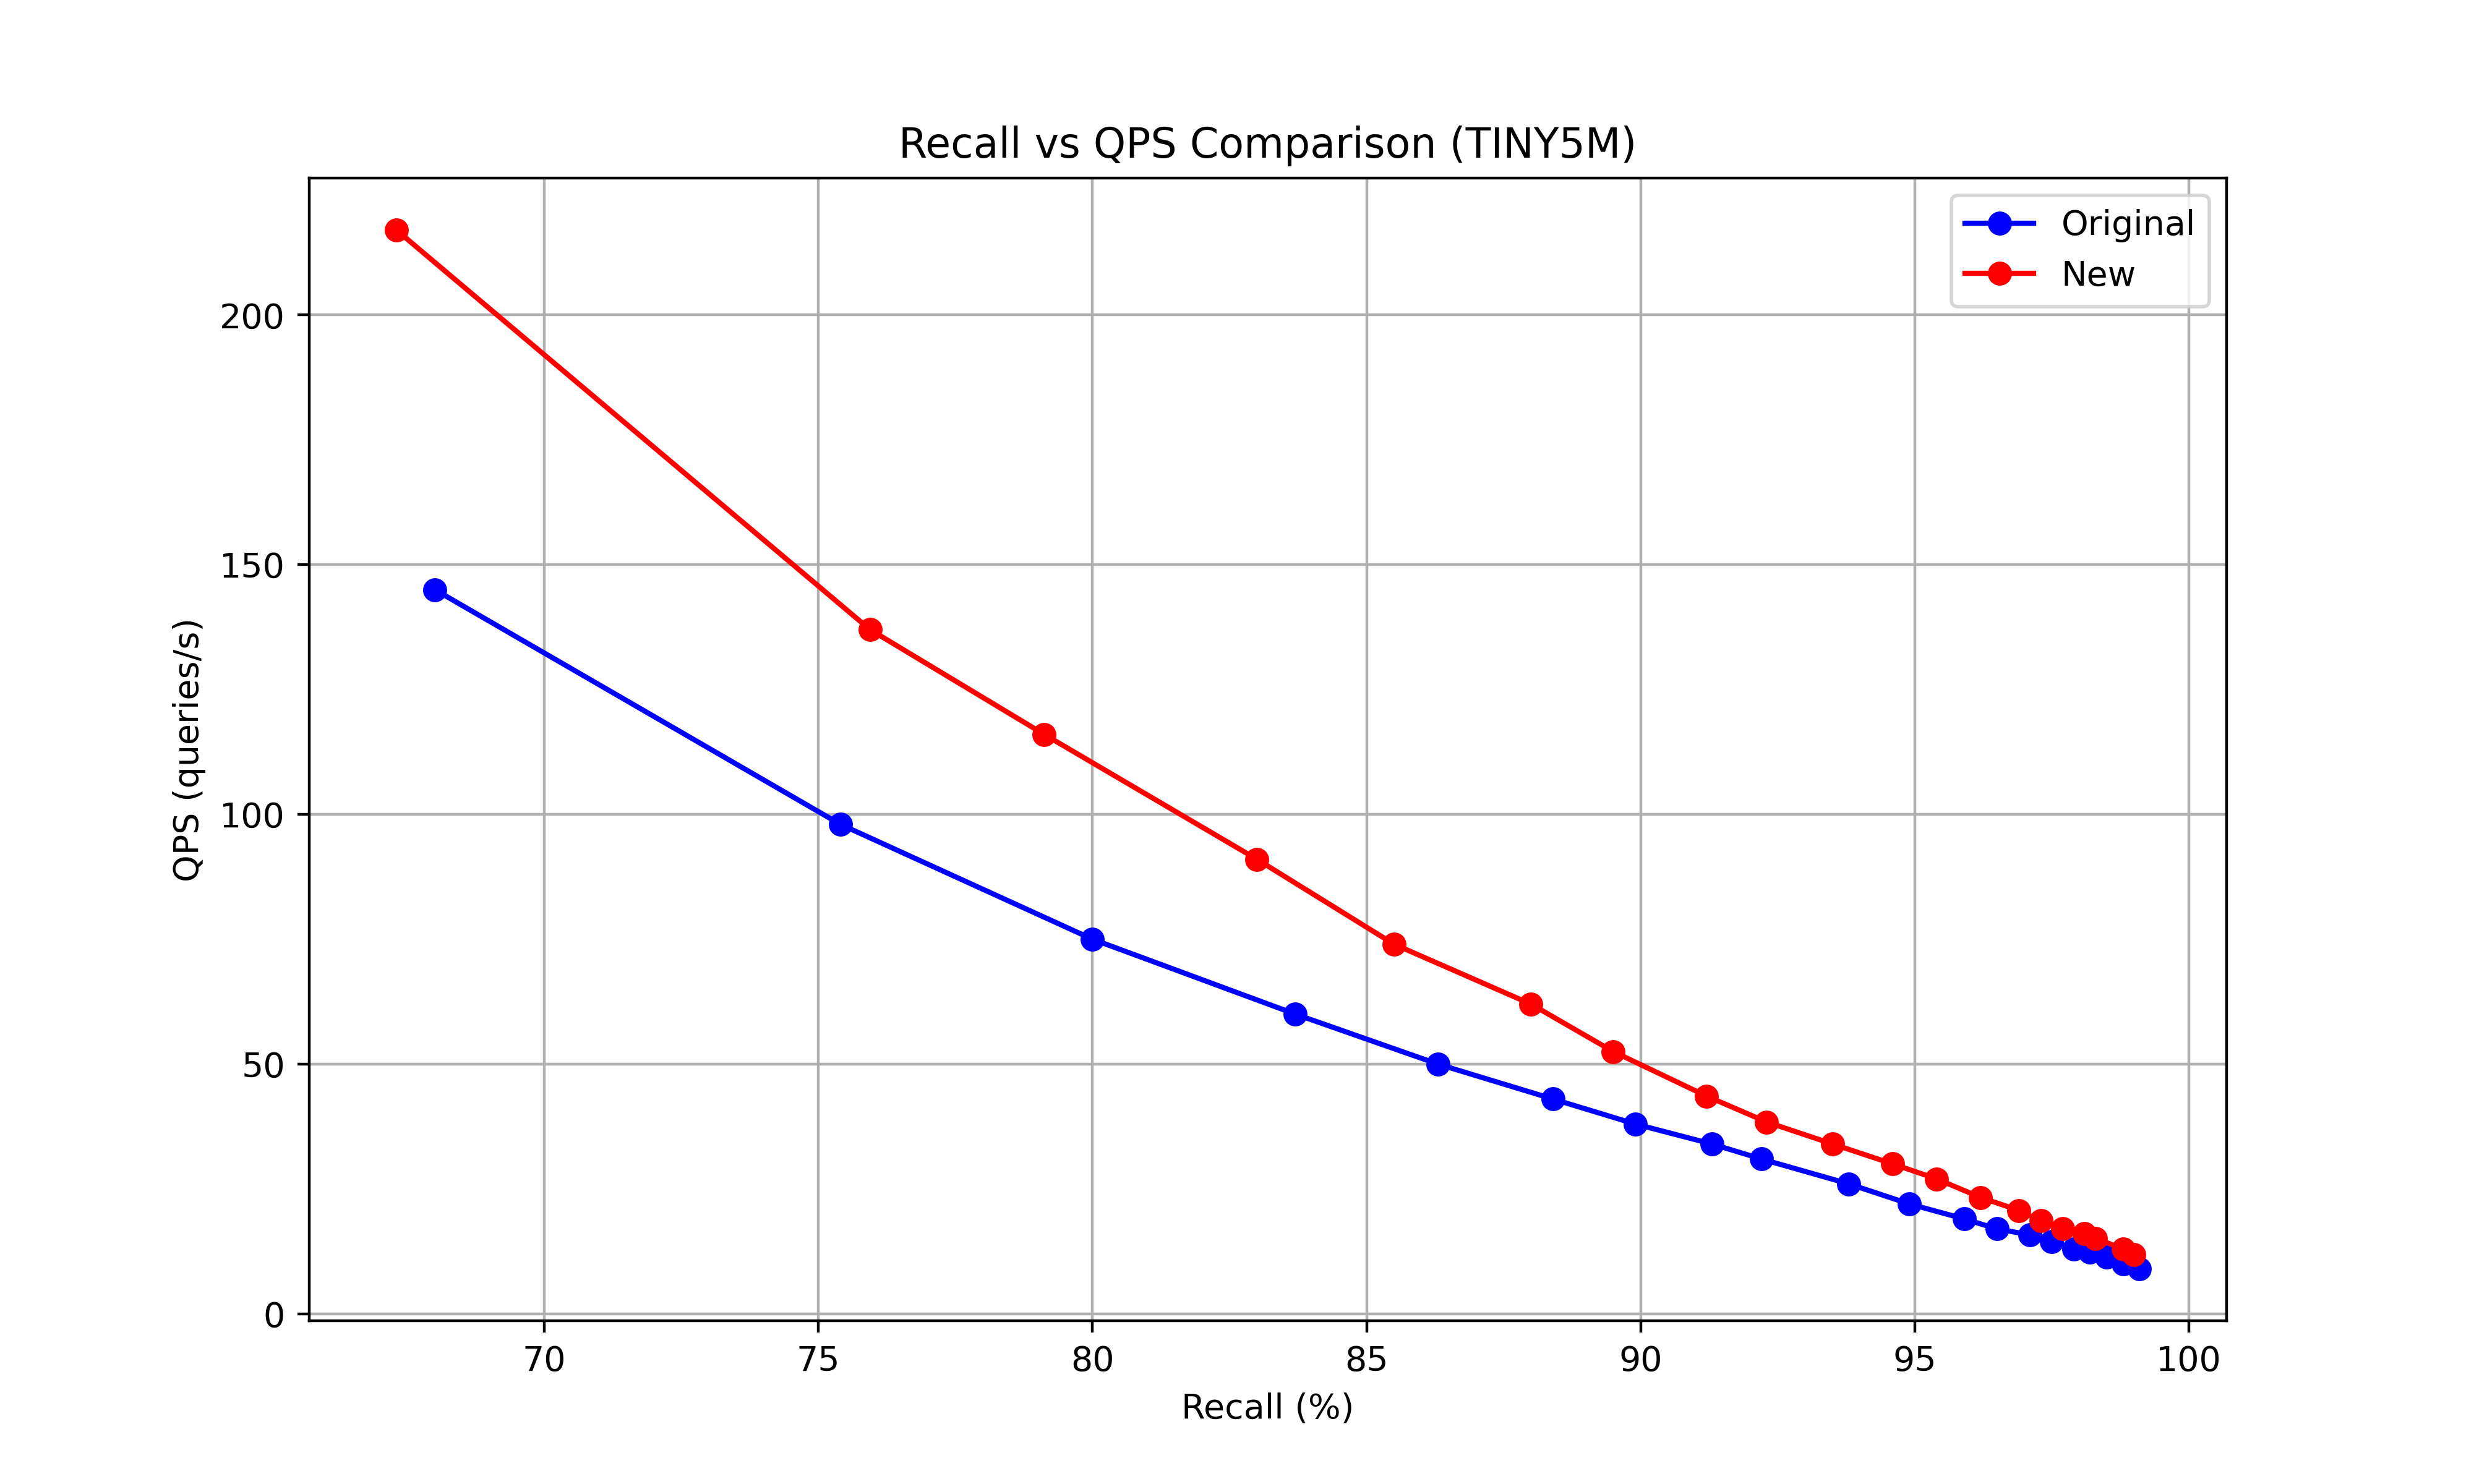 Recall vs QPS Comparison (TINY5M)
Original
New
QPS (queries/s)
200
150
100
50
0
70 75 80 85 90 95 100
Recall (%)